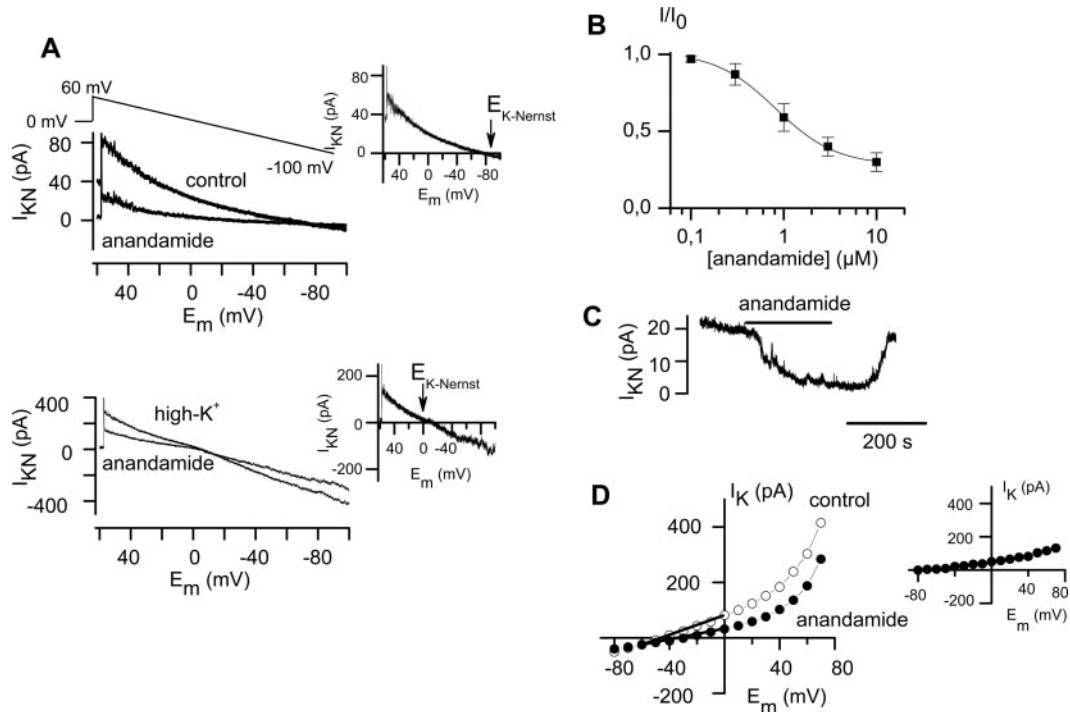 A
60 mV
0 mV
-100 mV
I_KN (pA)
80
40
0
control
anandamide
40 0 -40 -80
E_m (mV)
I_KN (pA)
80
40
0
E_K-Nernst
40 0 -40 -80
E_m (mV)
I_KN (pA)
400
0
-400
high-K⁺
anandamide
40 0 -40 -80
E_m (mV)
I_KN (pA)
200
0
-200
E_K-Nernst
40 0 -40
E_m (mV)
B
I/I_0
1,0
0,5
0,0
0,1 1 10
[anandamide] (µM)
C
anandamide
I_KN (pA)
20
10
0
200 s
D
I_K (pA)
control
400
200
anandamide
-80 -40 40 80
-200
E_m (mV)
I_K (pA)
400
200
-80 -40 40 80
-200
E_m (mV)